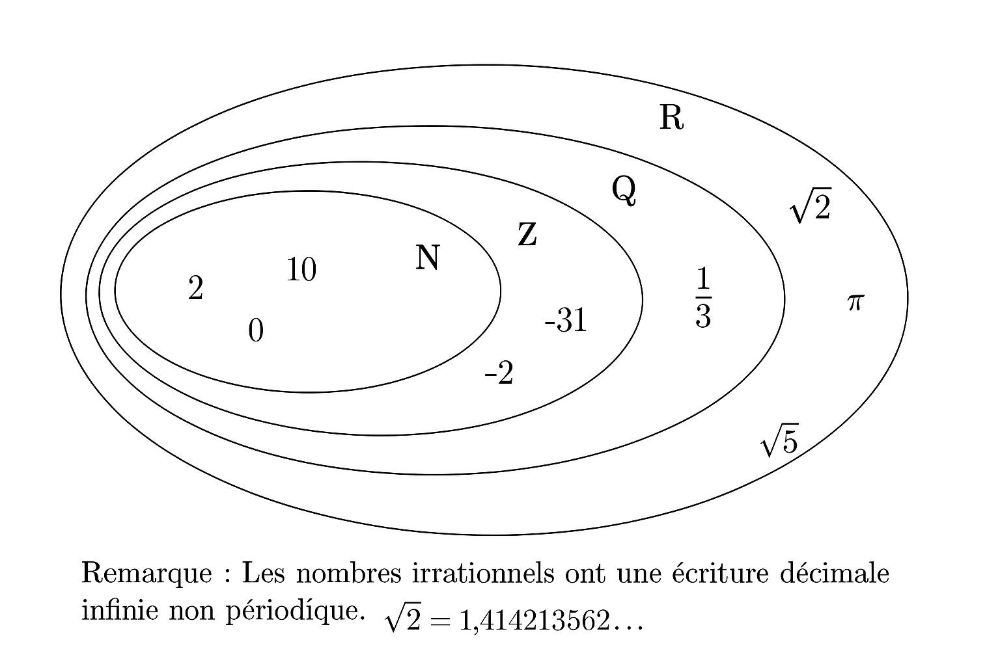 R
Q
√2
Z
N
10
2
1/3
π
-31
0
-2
√5
Remarque : Les nombres irrationnels ont une écriture décimale
infinie non périodíque. √2 = 1,414213562...